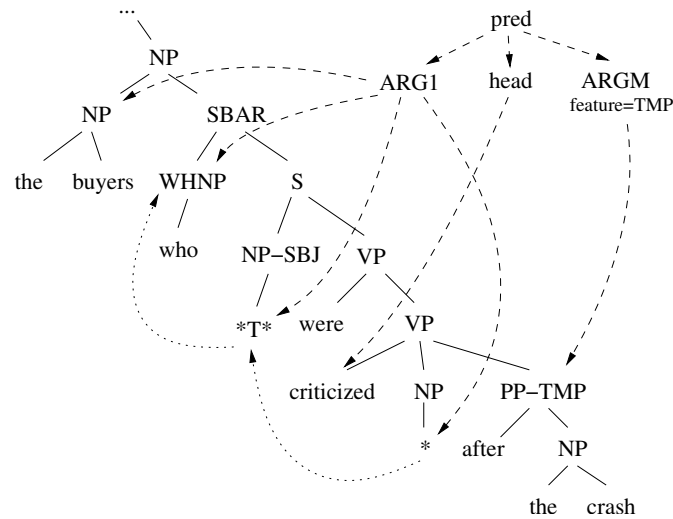 ...
pred
NP
ARG1 head ARGM
feature=TMP
NP SBAR
the buyers WHNP S
who NP–SBJ VP
*T* were VP
criticized NP PP–TMP
* after NP
the crash